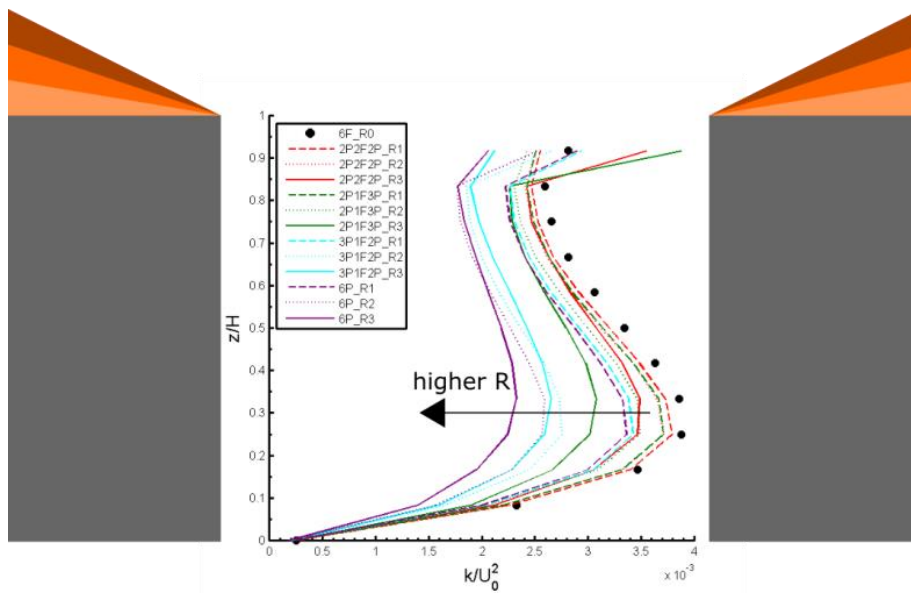 1
0.9
0.8
0.7
0.6
0.5
0.4
0.3
0.2
0.1
0
z/H
6F_R0
2P2F2P_R1
2P2F2P_R2
2P2F2P_R3
2P1F3P_R1
2P1F3P_R2
2P1F3P_R3
3P1F2P_R1
3P1F2P_R2
3P1F2P_R3
6P_R1
6P_R2
6P_R3
higher R
0 0.5 1 1.5 2 2.5 3 3.5 4
k/U₀²
x 10⁻³